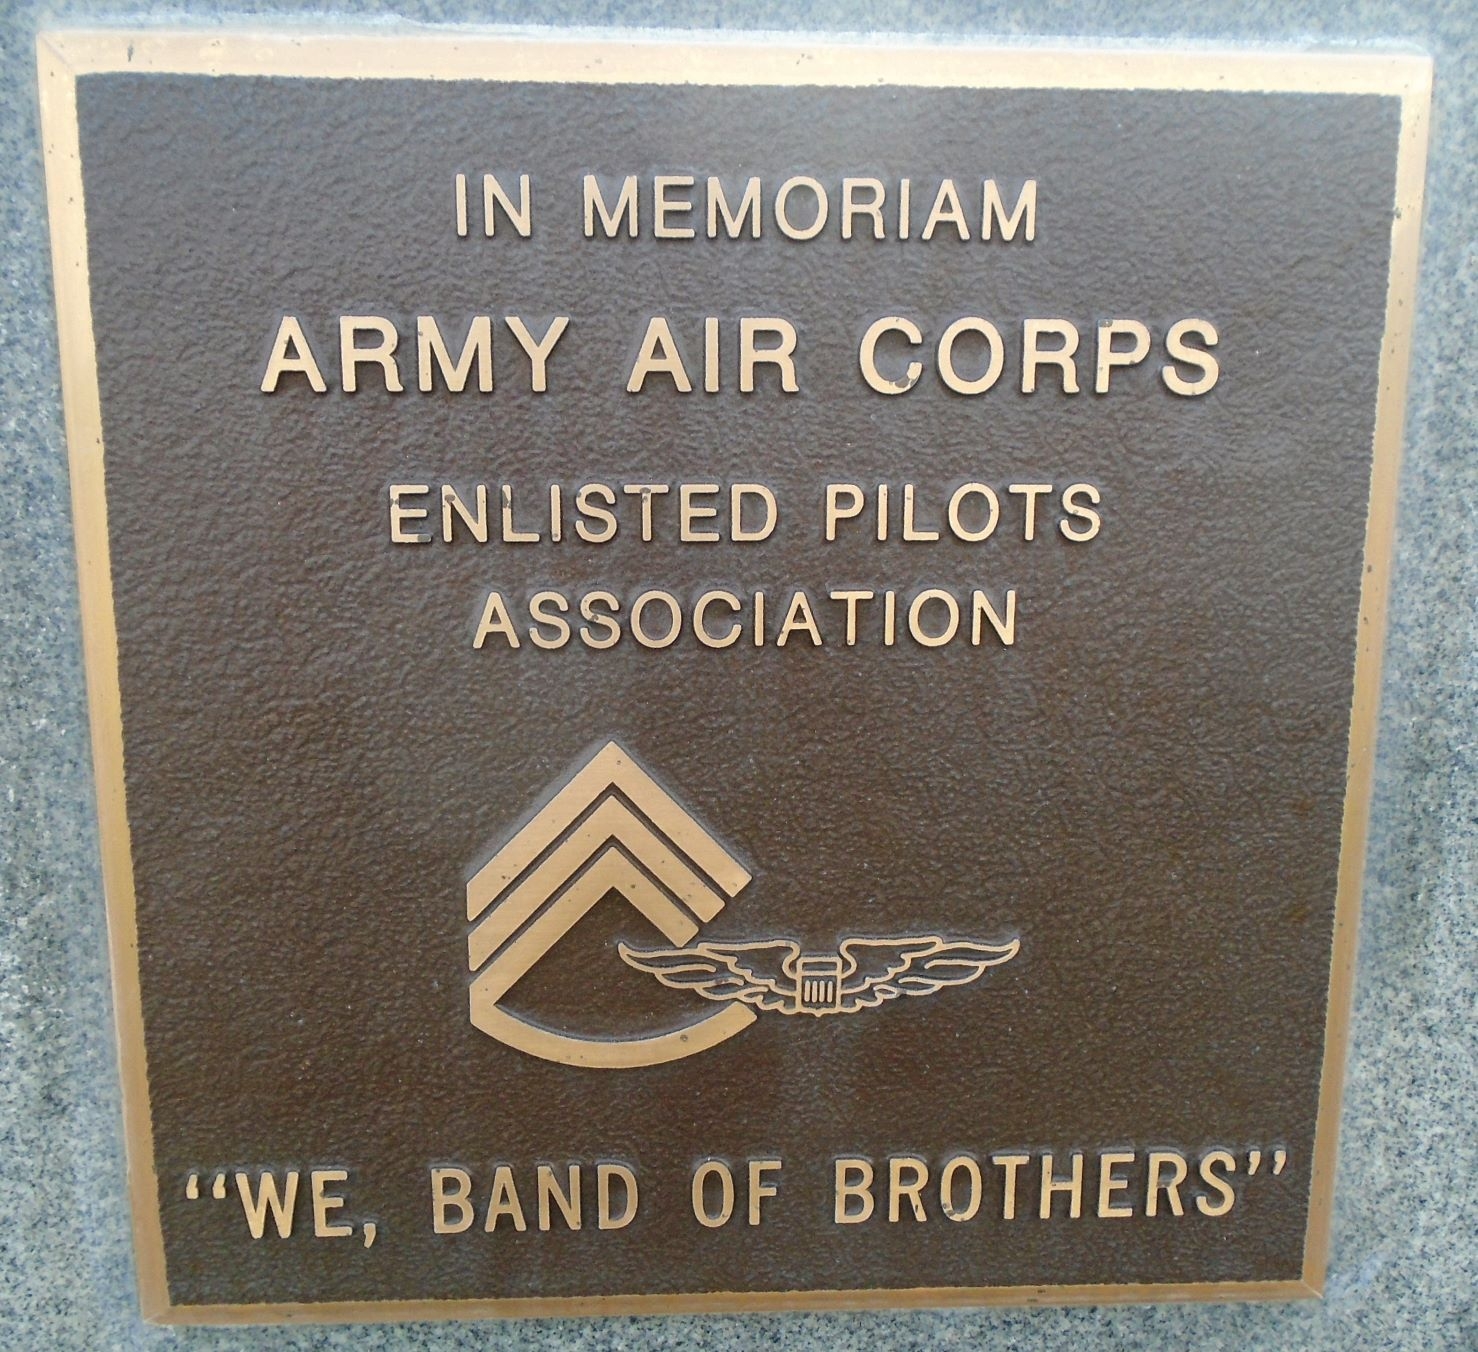 IN MEMORIAM
ARMY AIR CORPS
ENLISTED PILOTS
ASSOCIATION
“WE, BAND OF BROTHERS”